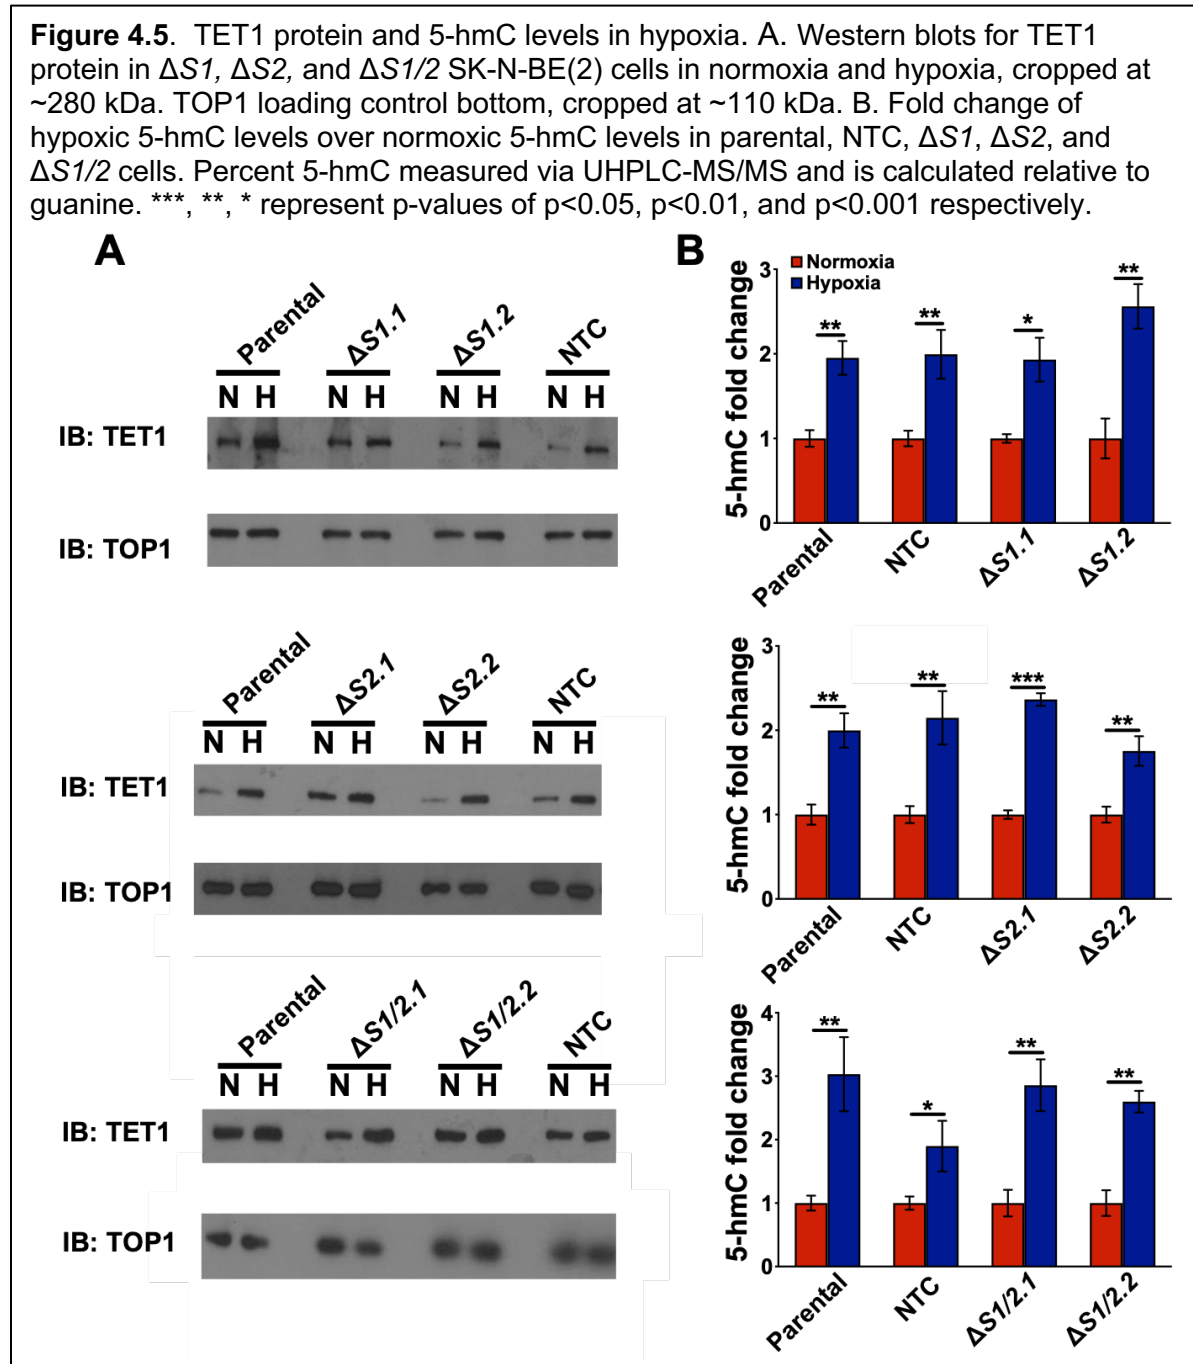 Figure 4.5. TET1 protein and 5-hmC levels in hypoxia. A. Western blots for TET1
protein in ΔS1, ΔS2, and ΔS1/2 SK-N-BE(2) cells in normoxia and hypoxia, cropped at
~280 kDa. TOP1 loading control bottom, cropped at ~110 kDa. B. Fold change of
hypoxic 5-hmC levels over normoxic 5-hmC levels in parental, NTC, ΔS1, ΔS2, and
ΔS1/2 cells. Percent 5-hmC measured via UHPLC-MS/MS and is calculated relative to
guanine. ***, **, * represent p-values of p<0.05, p<0.01, and p<0.001 respectively.
A
Parental ΔS1.1 ΔS1.2 NTC
N H N H N H N H
IB: TET1
IB: TOP1
Parental ΔS2.1 ΔS2.2 NTC
N H N H N H N H
IB: TET1
IB: TOP1
Parental ΔS1/2.1 ΔS1/2.2 NTC
N H N H N H N H
IB: TET1
IB: TOP1
B
Normoxia
Hypoxia
5-hmC fold change
3
2
1
0
** ** * **
Parental NTC ΔS1.1 ΔS1.2
5-hmC fold change
3
2
1
0
** ** *** **
Parental NTC ΔS2.1 ΔS2.2
5-hmC fold change
4
3
2
1
0
** * ** **
Parental NTC ΔS1/2.1 ΔS1/2.2